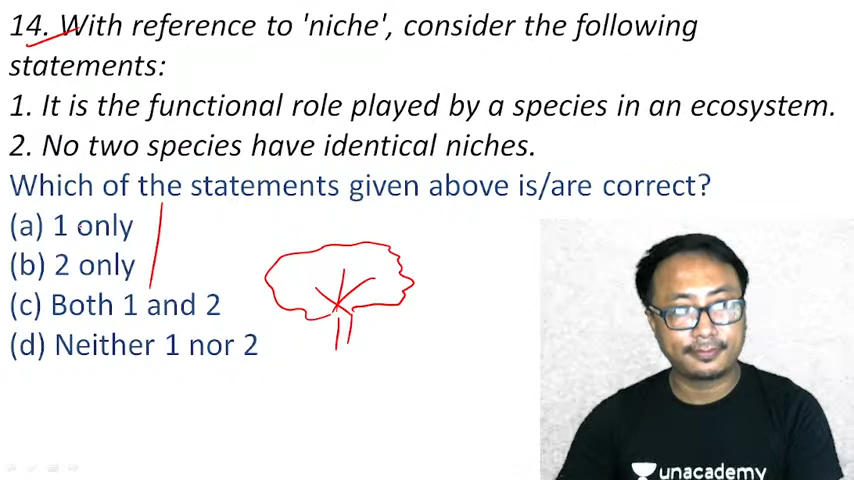 14. With reference to 'niche', consider the following
statements:
1. It is the functional role played by a species in an ecosystem.
2. No two species have identical niches.
Which of the statements given above is/are correct?
(a) 1 only
(b) 2 only
(c) Both 1 and 2
(d) Neither 1 nor 2
unacademy